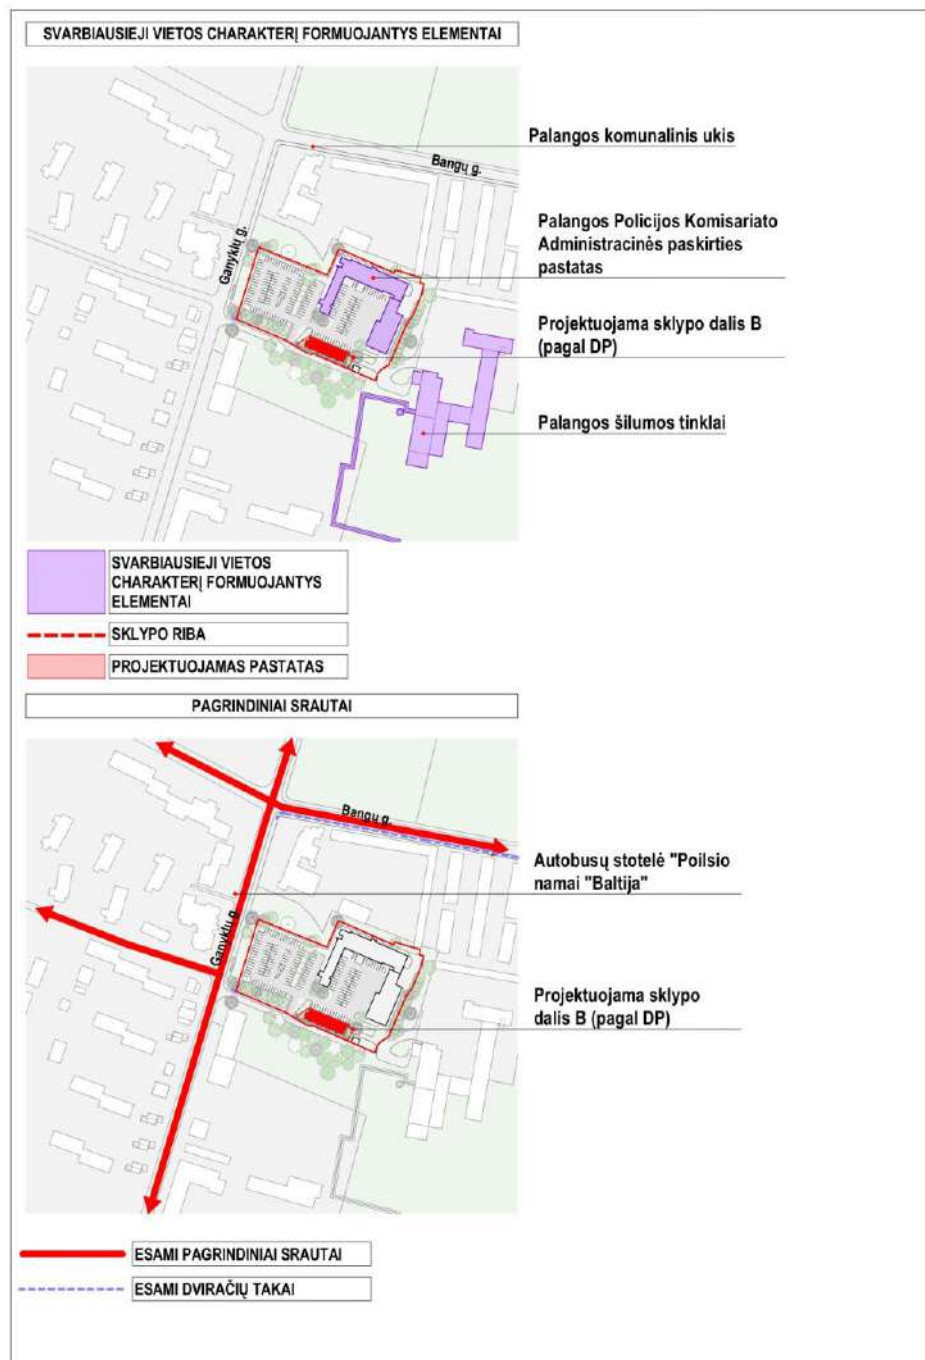 SVARBIAUSIEJI VIETOS CHARAKTERĮ FORMUOJANTYS ELEMENTAI
Palangos komunalinis ukis
Bangų g.
Ganyklų g.
Palangos Policijos Komisariato
Administracinės paskirties
pastatas
Projektuojama sklypo dalis B
(pagal DP)
Palangos šilumos tinklai
SVARBIAUSIEJI VIETOS
CHARAKTERĮ FORMUOJANTYS
ELEMENTAI
SKLYPO RIBA
PROJEKTUOJAMAS PASTATAS
PAGRINDINIAI SRAUTAI
Bangų g.
Autobusų stotelė "Poilsio
namai "Baltija"
Ganyklų g.
Projektuojama sklypo
dalis B (pagal DP)
ESAMI PAGRINDINIAI SRAUTAI
ESAMI DVIRAČIŲ TAKAI